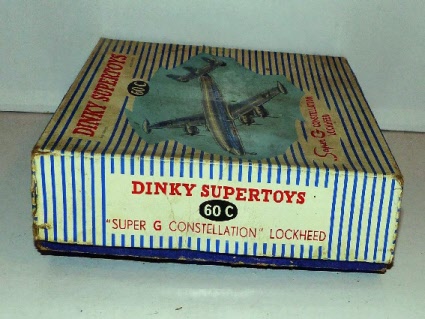 DINKY SUPERTOYS
60 C
Super G CONSTELLATION
LOCKHEED
DINKY SUPERTOYS
60 C
"SUPER G CONSTELLATION" LOCKHEED